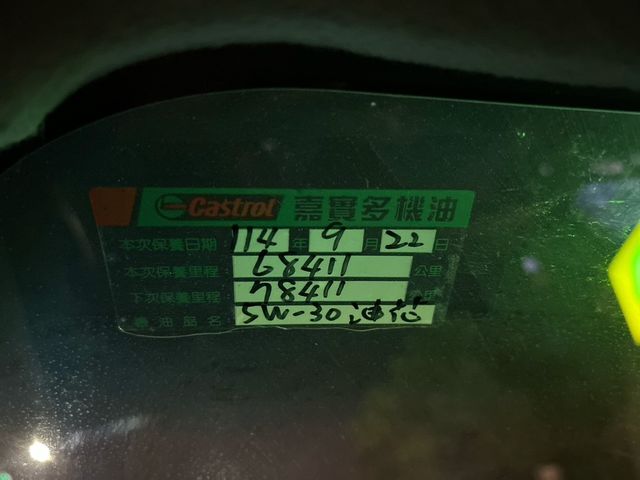 Castrol 嘉實多機油
本次保養日期 114 年 9 月 22 日
本次保養里程 68411 公里
下次保養里程 78411 公里
機油品名 5W-30 油芯